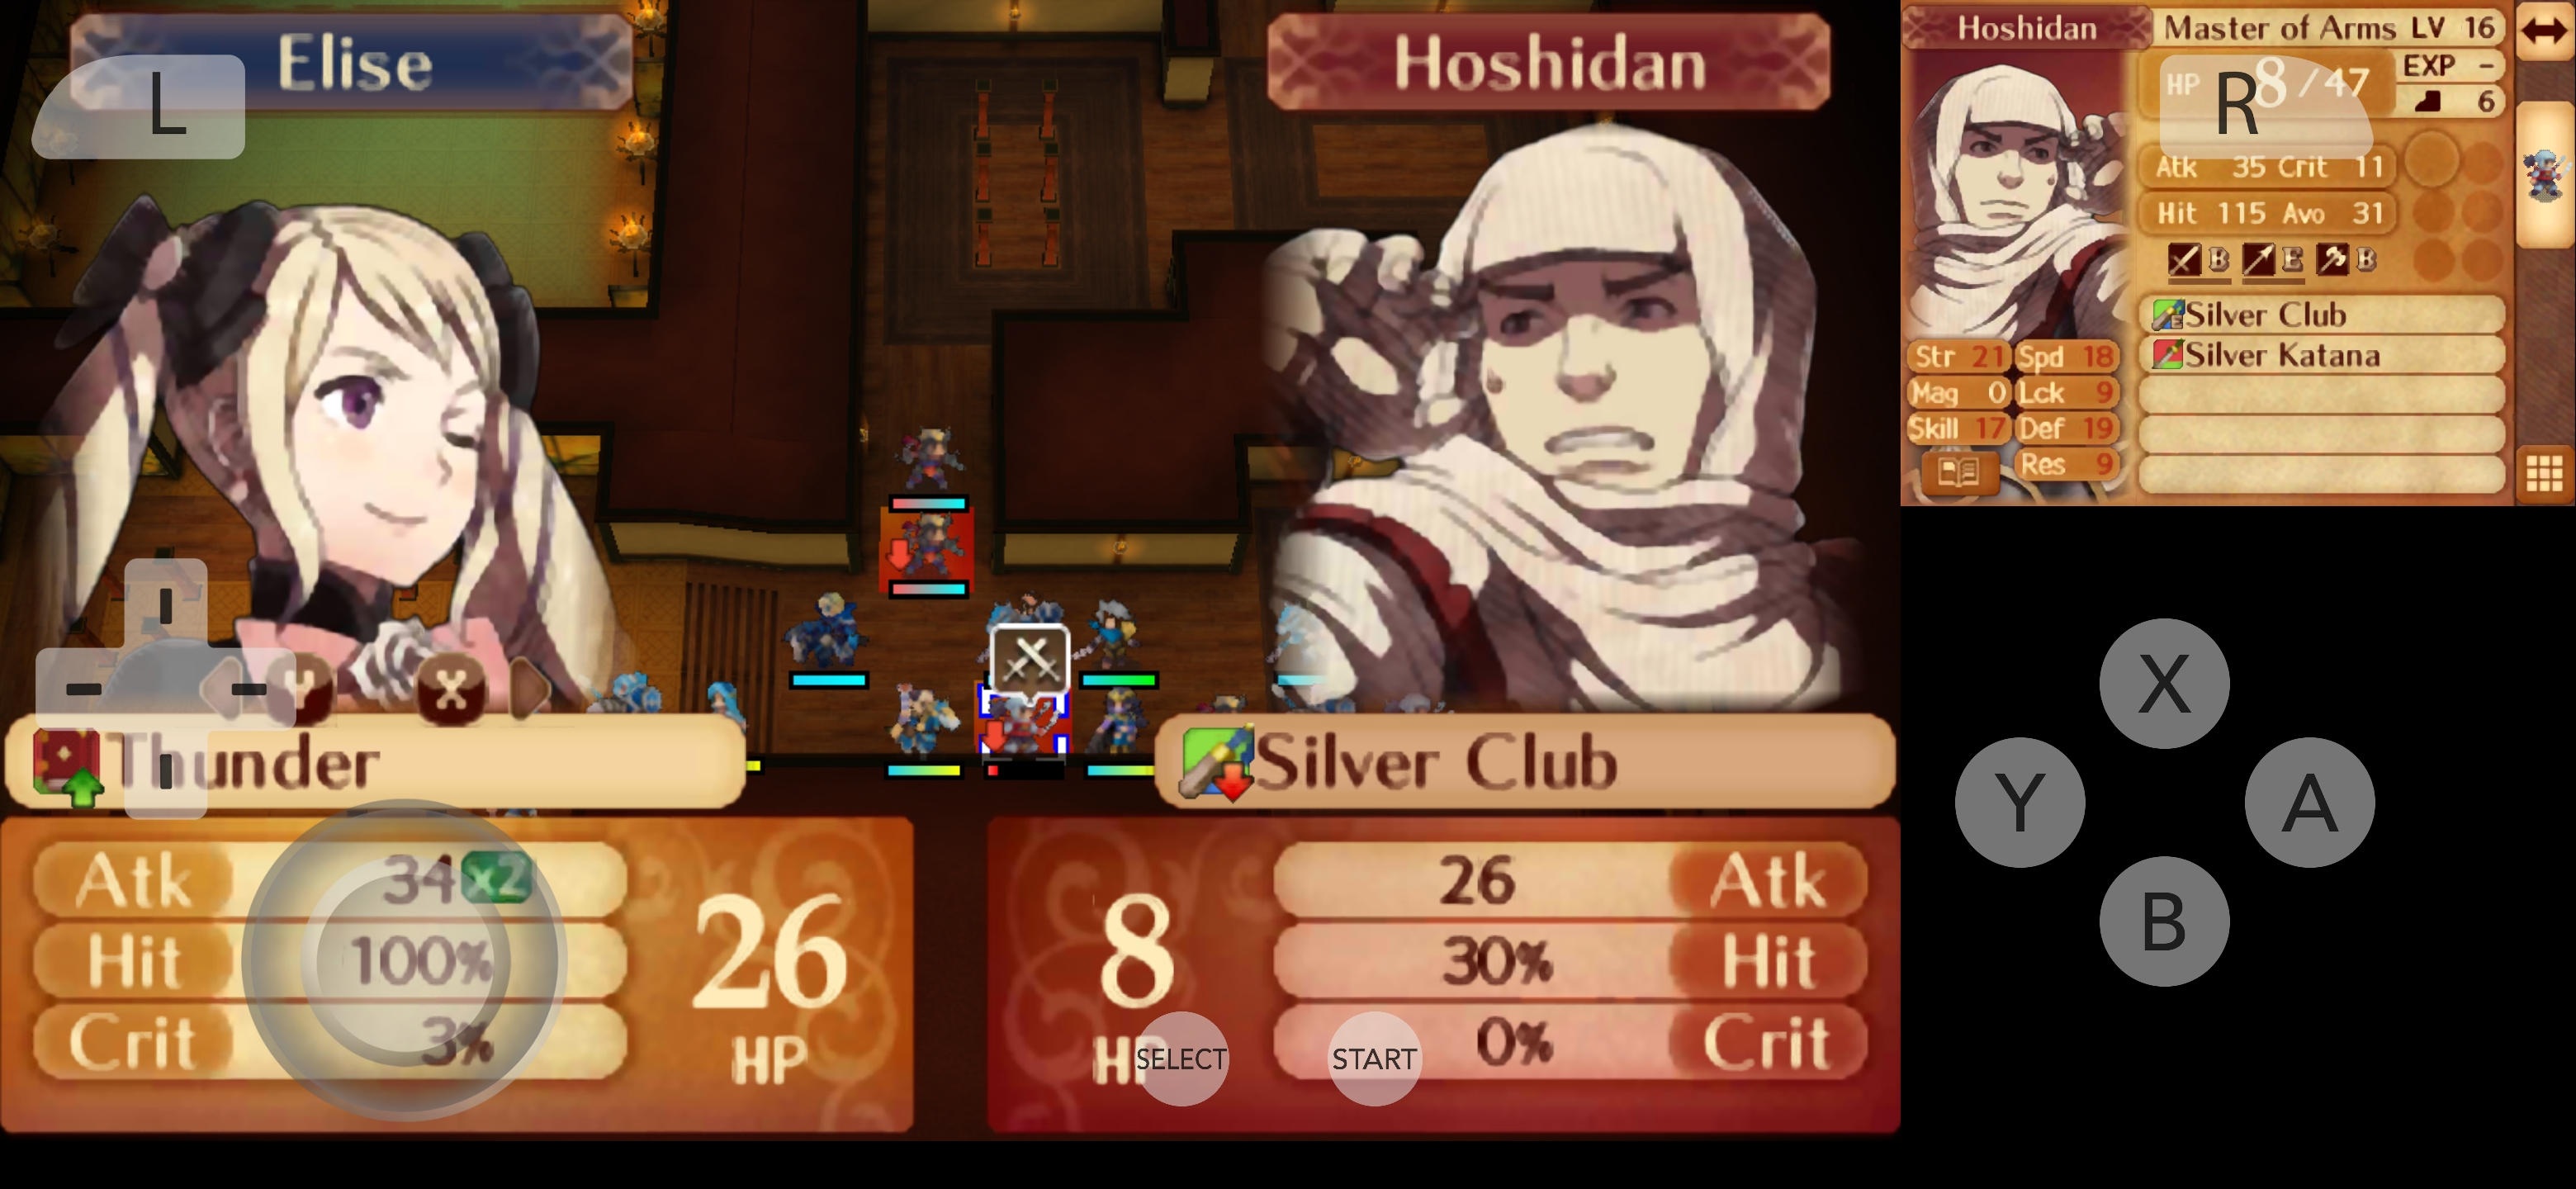 Elise
L
Y
X
Thunder
Atk 34 x2
Hit 100%
Crit 3%
26
HP
Hoshidan
Silver Club
8
HP
26 Atk
30% Hit
0% Crit
SELECT
START
Hoshidan
Master of Arms LV 16
HP 8/47
EXP -
6
R
Atk 35 Crit 11
Hit 115 Avo 31
B E B
Silver Club
Silver Katana
Str 21 Spd 18
Mag 0 Lck 9
Skill 17 Def 19
Res 9
X
Y
A
B